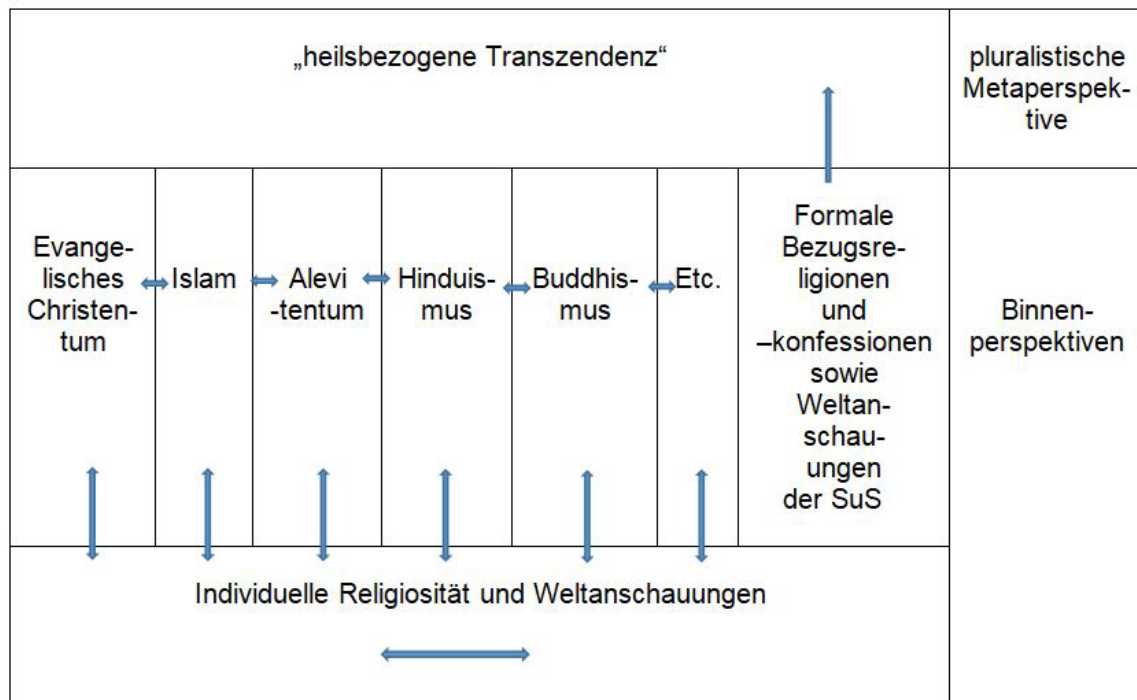 „heilsbezogene Transzendenz“
pluralistische
Metaperspek-
tive
Evange-
lisches
Christen-
tum
Islam
Alevi
-tentum
Hinduis-
mus
Buddhis-
mus
Etc.
Formale
Bezugsre-
ligionen
und
–konfessionen
sowie
Weltan-
schau-
ungen
der SuS
Binnen-
perspektiven
Individuelle Religiosität und Weltanschauungen